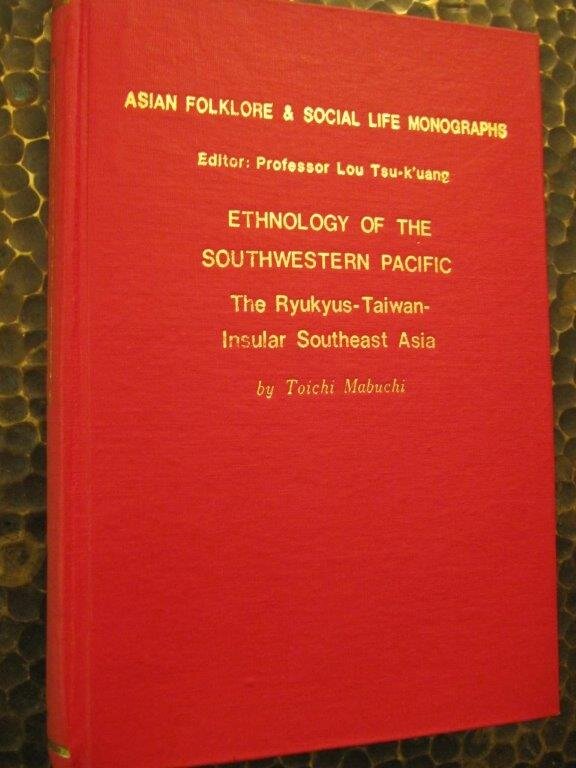 ASIAN FOLKLORE & SOCIAL LIFE MONOGRAPHS
Editor: Professor Lou Tsu-k'uang
ETHNOLOGY OF THE
SOUTHWESTERN PACIFIC
The Ryukyus-Taiwan-
Insular Southeast Asia
by Toichi Mabuchi